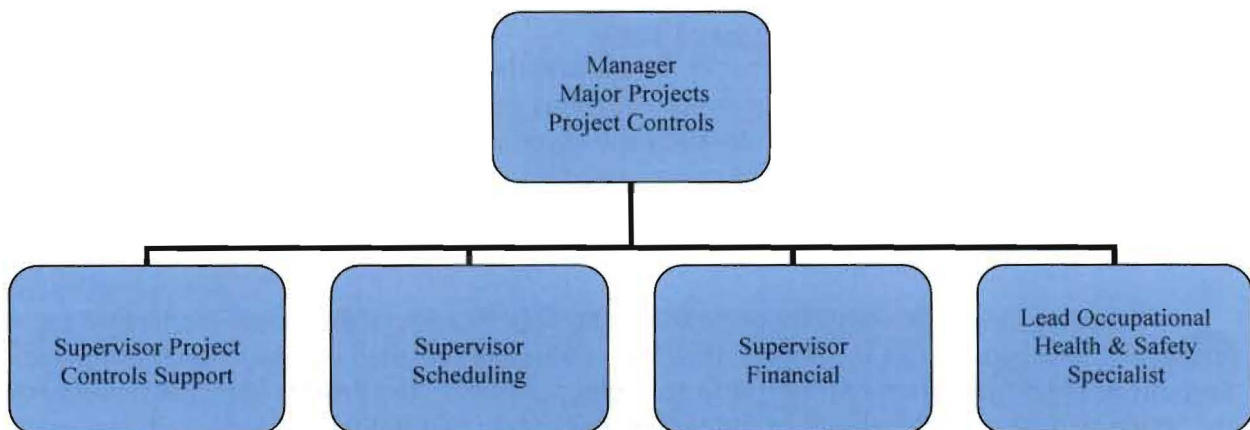 Manager
Major Projects
Project Controls
Supervisor Project
Controls Support
Supervisor
Scheduling
Supervisor
Financial
Lead Occupational
Health & Safety
Specialist